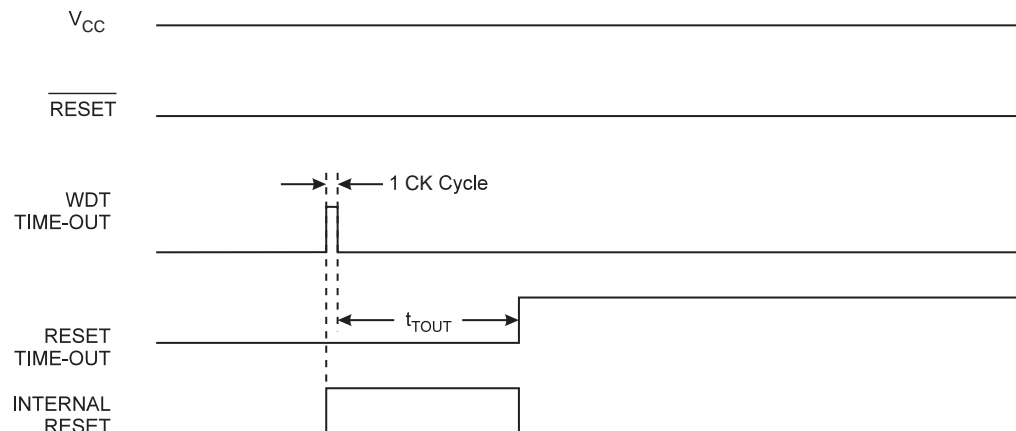 VCC
RESET
1 CK Cycle
WDT
TIME-OUT
tTOUT
RESET
TIME-OUT
INTERNAL
RESET